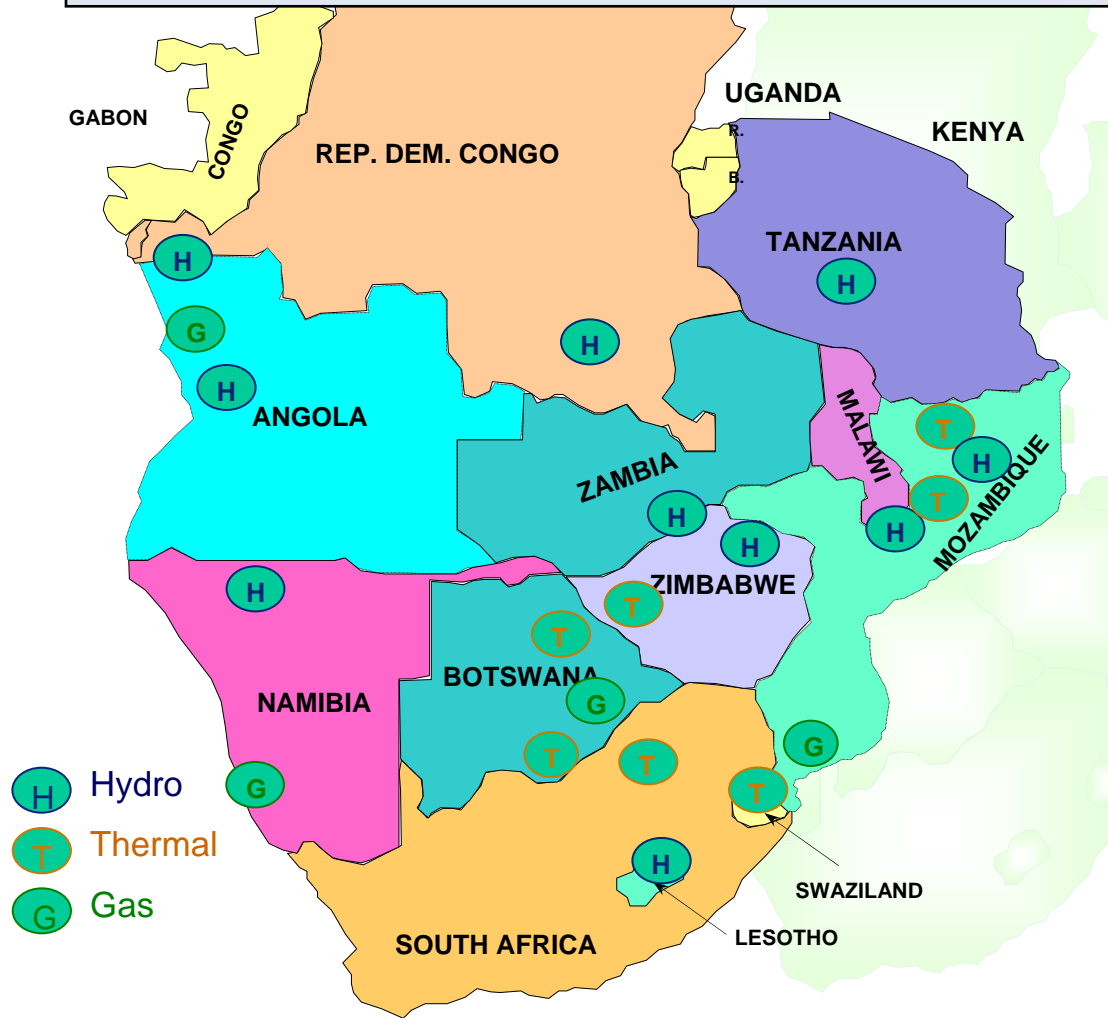 UGANDA
GABON
CONGO
R.
KENYA
REP. DEM. CONGO
B.
TANZANIA
H
H
G
H
H
ANGOLA
MALAWI
T
ZAMBIA
H
MOZAMBIQUE
T
H
H
H
H
ZIMBABWE
T
T
BOTSWANA
NAMIBIA
G
G
T
T
H Hydro
G
T
T Thermal
H
SWAZILAND
G Gas
LESOTHO
SOUTH AFRICA